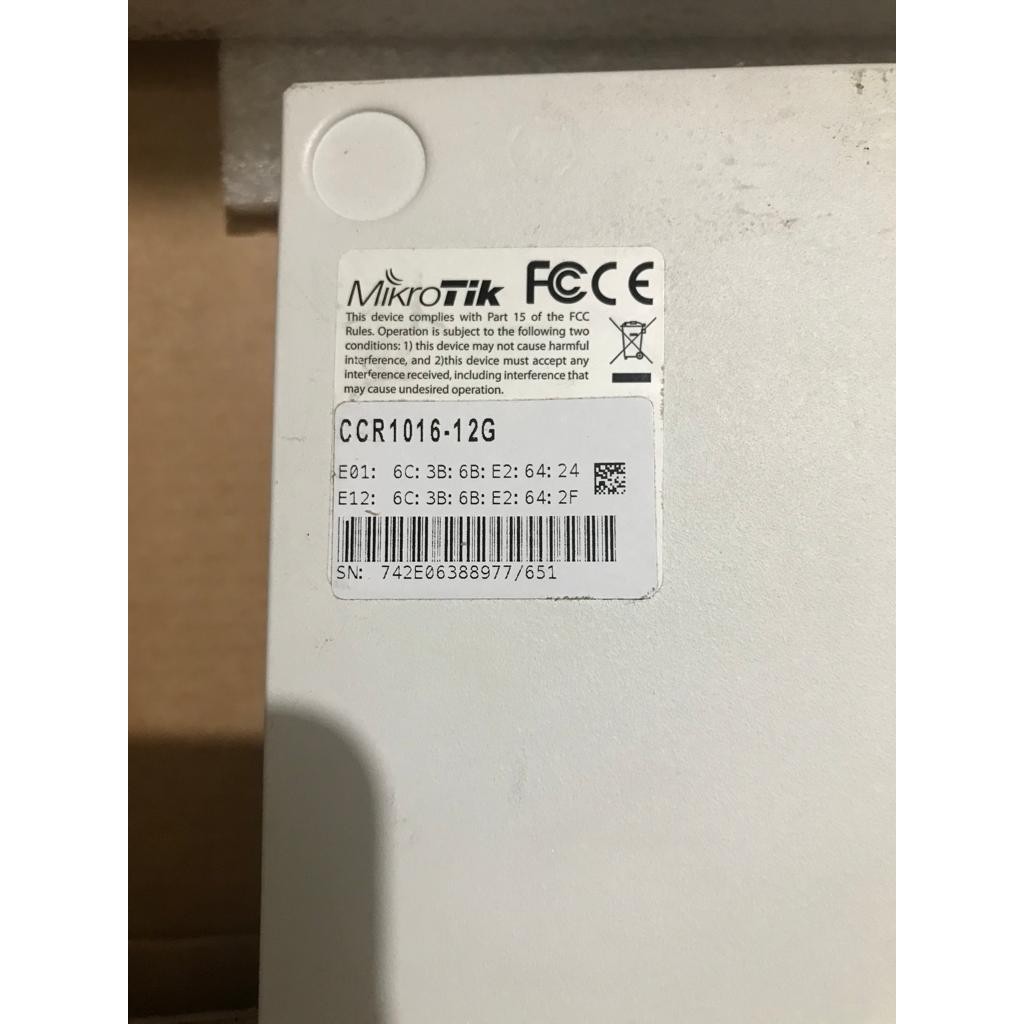 MikroTik FC CE
This device complies with Part 15 of the FCC
Rules. Operation is subject to the following two
conditions: 1) this device may not cause harmful
interference, and 2)this device must accept any
interference received, including interference that
may cause undesired operation.
CCR1016-12G
E01: 6C:3B:6B:E2:64:24
E12: 6C:3B:6B:E2:64:2F
SN: 742E06388977/651